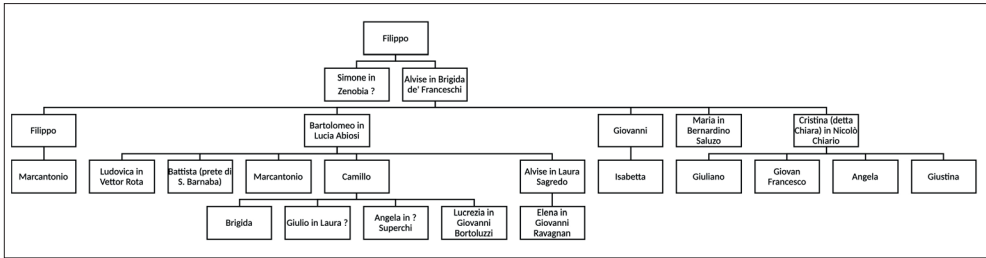 Filippo
Simone in
Zenobia ?
Alvise in Brigida
de' Franceschi
Filippo
Bartolomeo in
Lucia Abiosi
Giovanni
Maria in
Bernardino
Saluzo
Cristina (detta
Chiara) in Nicolò
Chiario
Marcantonio
Ludovica in
Vettor Rota
Battista (prete di
S. Barnaba)
Marcantonio
Camillo
Alvise in Laura
Sagredo
Isabetta
Giuliano
Giovan
Francesco
Angela
Giustina
Brigida
Giulio in Laura ?
Angela in ?
Superchi
Lucrezia in
Giovanni
Bortoluzzi
Elena in
Giovanni
Ravagnan